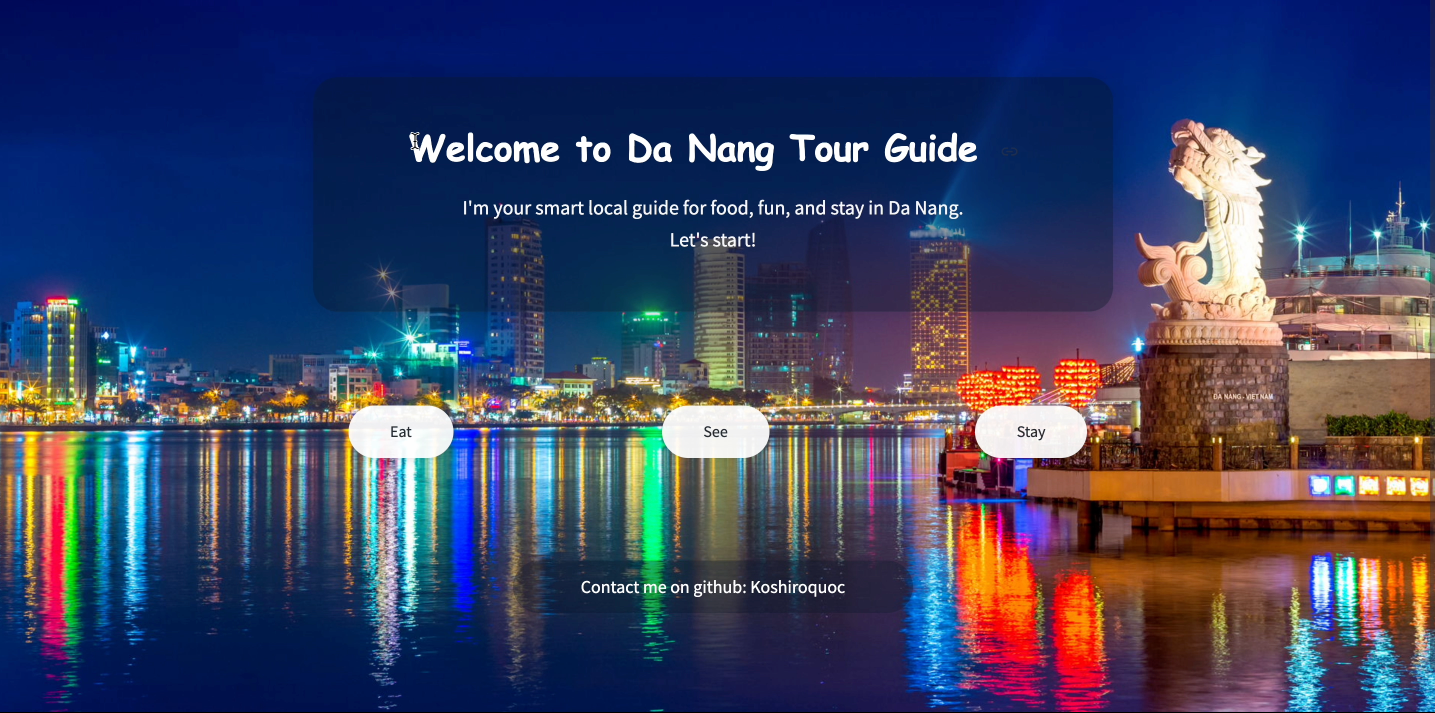 Welcome to Da Nang Tour Guide
I'm your smart local guide for food, fun, and stay in Da Nang.
Let's start!
DA NANG - VIET NAM
Eat
See
Stay
Contact me on github: Koshiroquoc